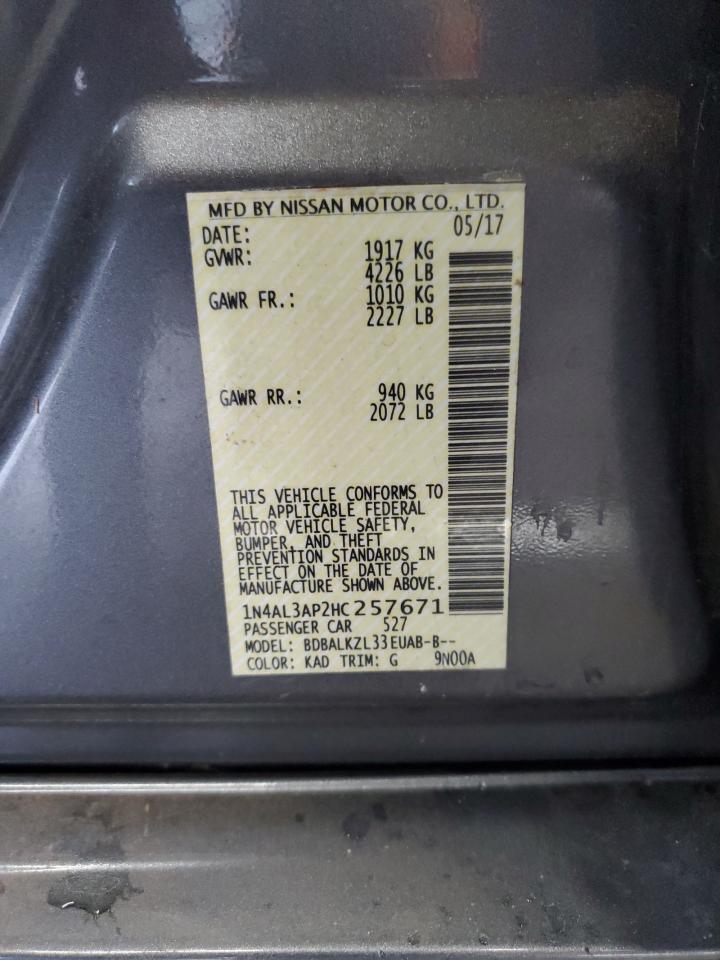 MFD BY NISSAN MOTOR CO., LTD.
DATE: 05/17
GVWR: 1917 KG
4226 LB
GAWR FR.: 1010 KG
2227 LB
GAWR RR.: 940 KG
2072 LB
THIS VEHICLE CONFORMS TO
ALL APPLICABLE FEDERAL
MOTOR VEHICLE SAFETY,
BUMPER, AND THEFT
PREVENTION STANDARDS IN
EFFECT ON THE DATE OF
MANUFACTURE SHOWN ABOVE.
1N4AL3AP2HC257671
PASSENGER CAR 527
MODEL: BDBALKZL33EUAB-B--
COLOR: KAD TRIM: G 9N00A